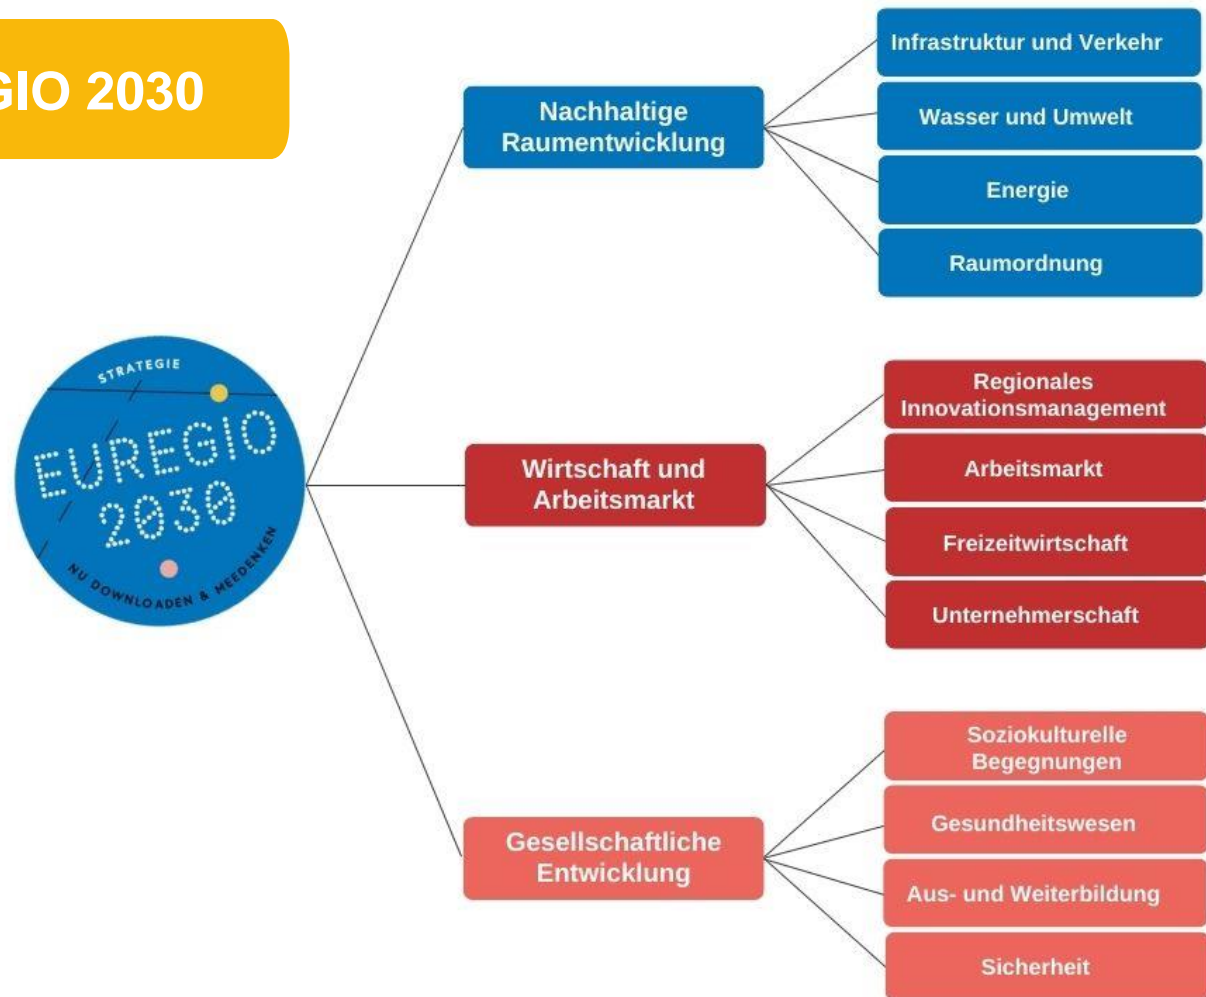 GIO 2030
STRATEGIE
EUREGIO
2030
NU DOWNLOADEN & MEEDENKEN
Nachhaltige
Raumentwicklung
Infrastruktur und Verkehr
Wasser und Umwelt
Energie
Raumordnung
Wirtschaft und
Arbeitsmarkt
Regionales
Innovationsmanagement
Arbeitsmarkt
Freizeitwirtschaft
Unternehmerschaft
Gesellschaftliche
Entwicklung
Soziokulturelle
Begegnungen
Gesundheitswesen
Aus- und Weiterbildung
Sicherheit